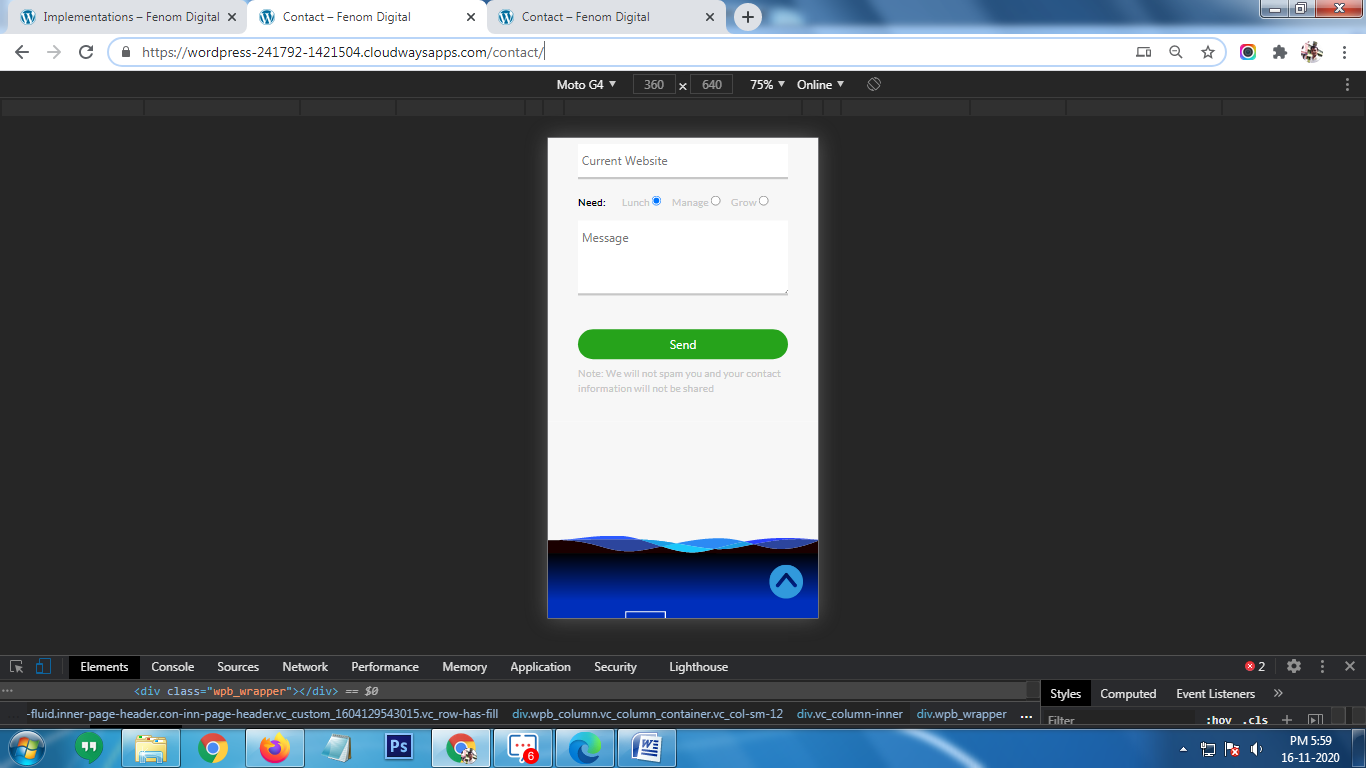 Implementations – Fenom Digital
Contact – Fenom Digital
Contact – Fenom Digital
https://wordpress-241792-1421504.cloudwaysapps.com/contact/
Moto G4 360 × 640 75% Online
Current Website
Need: Lunch Manage Grow
Message
Send
Note: We will not spam you and your contact
information will not be shared
Elements Console Sources Network Performance Memory Application Security Lighthouse 2
... <div class="wpb_wrapper"></div> == $0
Styles Computed Event Listeners »
-fluid.inner-page-header.con-inn-page-header.vc_custom_1604129543015.vc_row-has-fill div.wpb_column.vc_column_container.vc_col-sm-12 div.vc_column-inner div.wpb_wrapper ...
Filter :hov .cls +
Ps
6
W
PM 5:59
16-11-2020